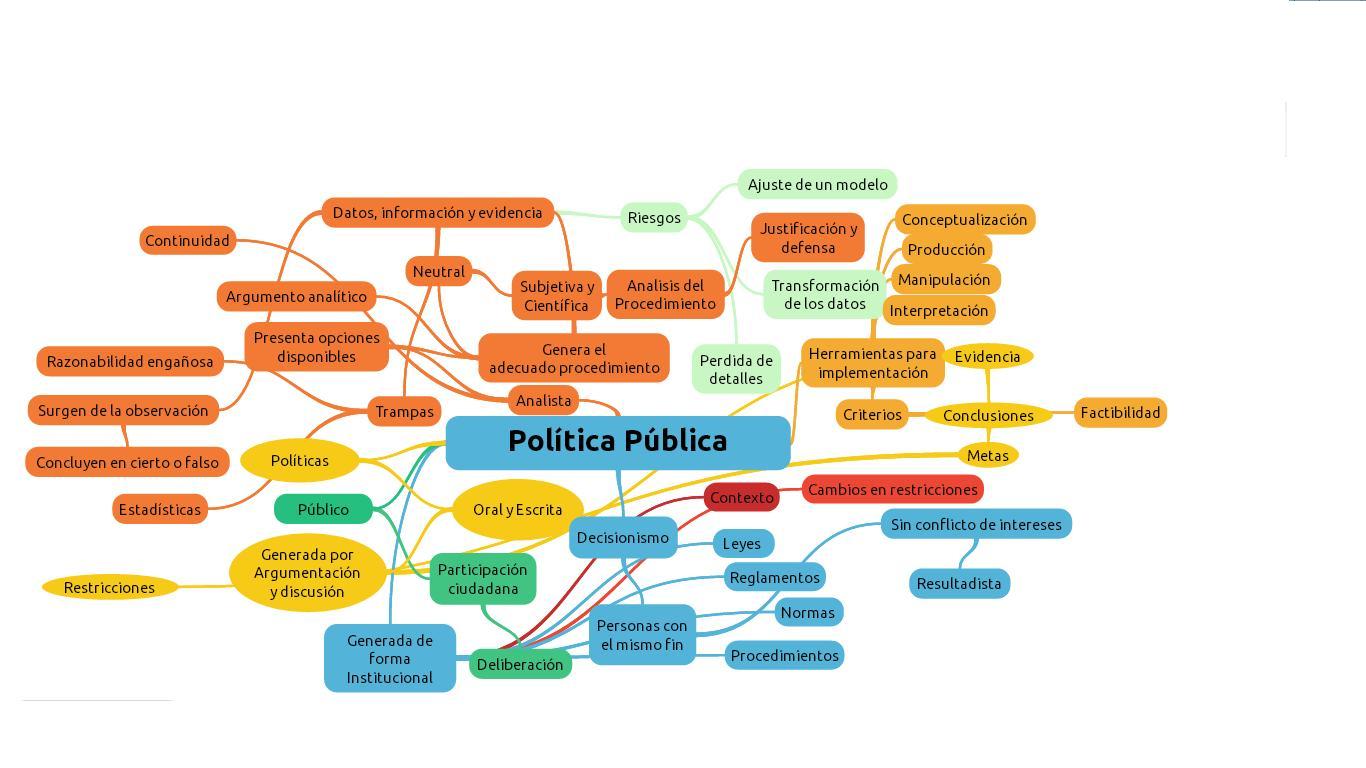 Ajuste de un modelo
Datos, información y evidencia
Riesgos
Conceptualización
Justificación y
defensa
Continuidad
Producción
Neutral
Manipulación
Subjetiva y
Científica
Analisis del
Procedimiento
Transformación
de los datos
Argumento analítico
Interpretación
Presenta opciones
disponibles
Genera el
adecuado procedimiento
Razonabilidad engañosa
Perdida de
detalles
Herramientas para
implementación
Evidencia
Analista
Surgen de la observación
Trampas
Criterios
Conclusiones
Factibilidad
Política Pública
Concluyen en cierto o falso
Políticas
Metas
Contexto
Cambios en restricciones
Estadísticas
Público
Oral y Escrita
Sin conflicto de intereses
Decisionismo
Leyes
Generada por
Argumentación
y discusión
Participación
ciudadana
Reglamentos
Resultadista
Restricciones
Normas
Personas con
el mismo fin
Generada de
forma
Institucional
Deliberación
Procedimientos